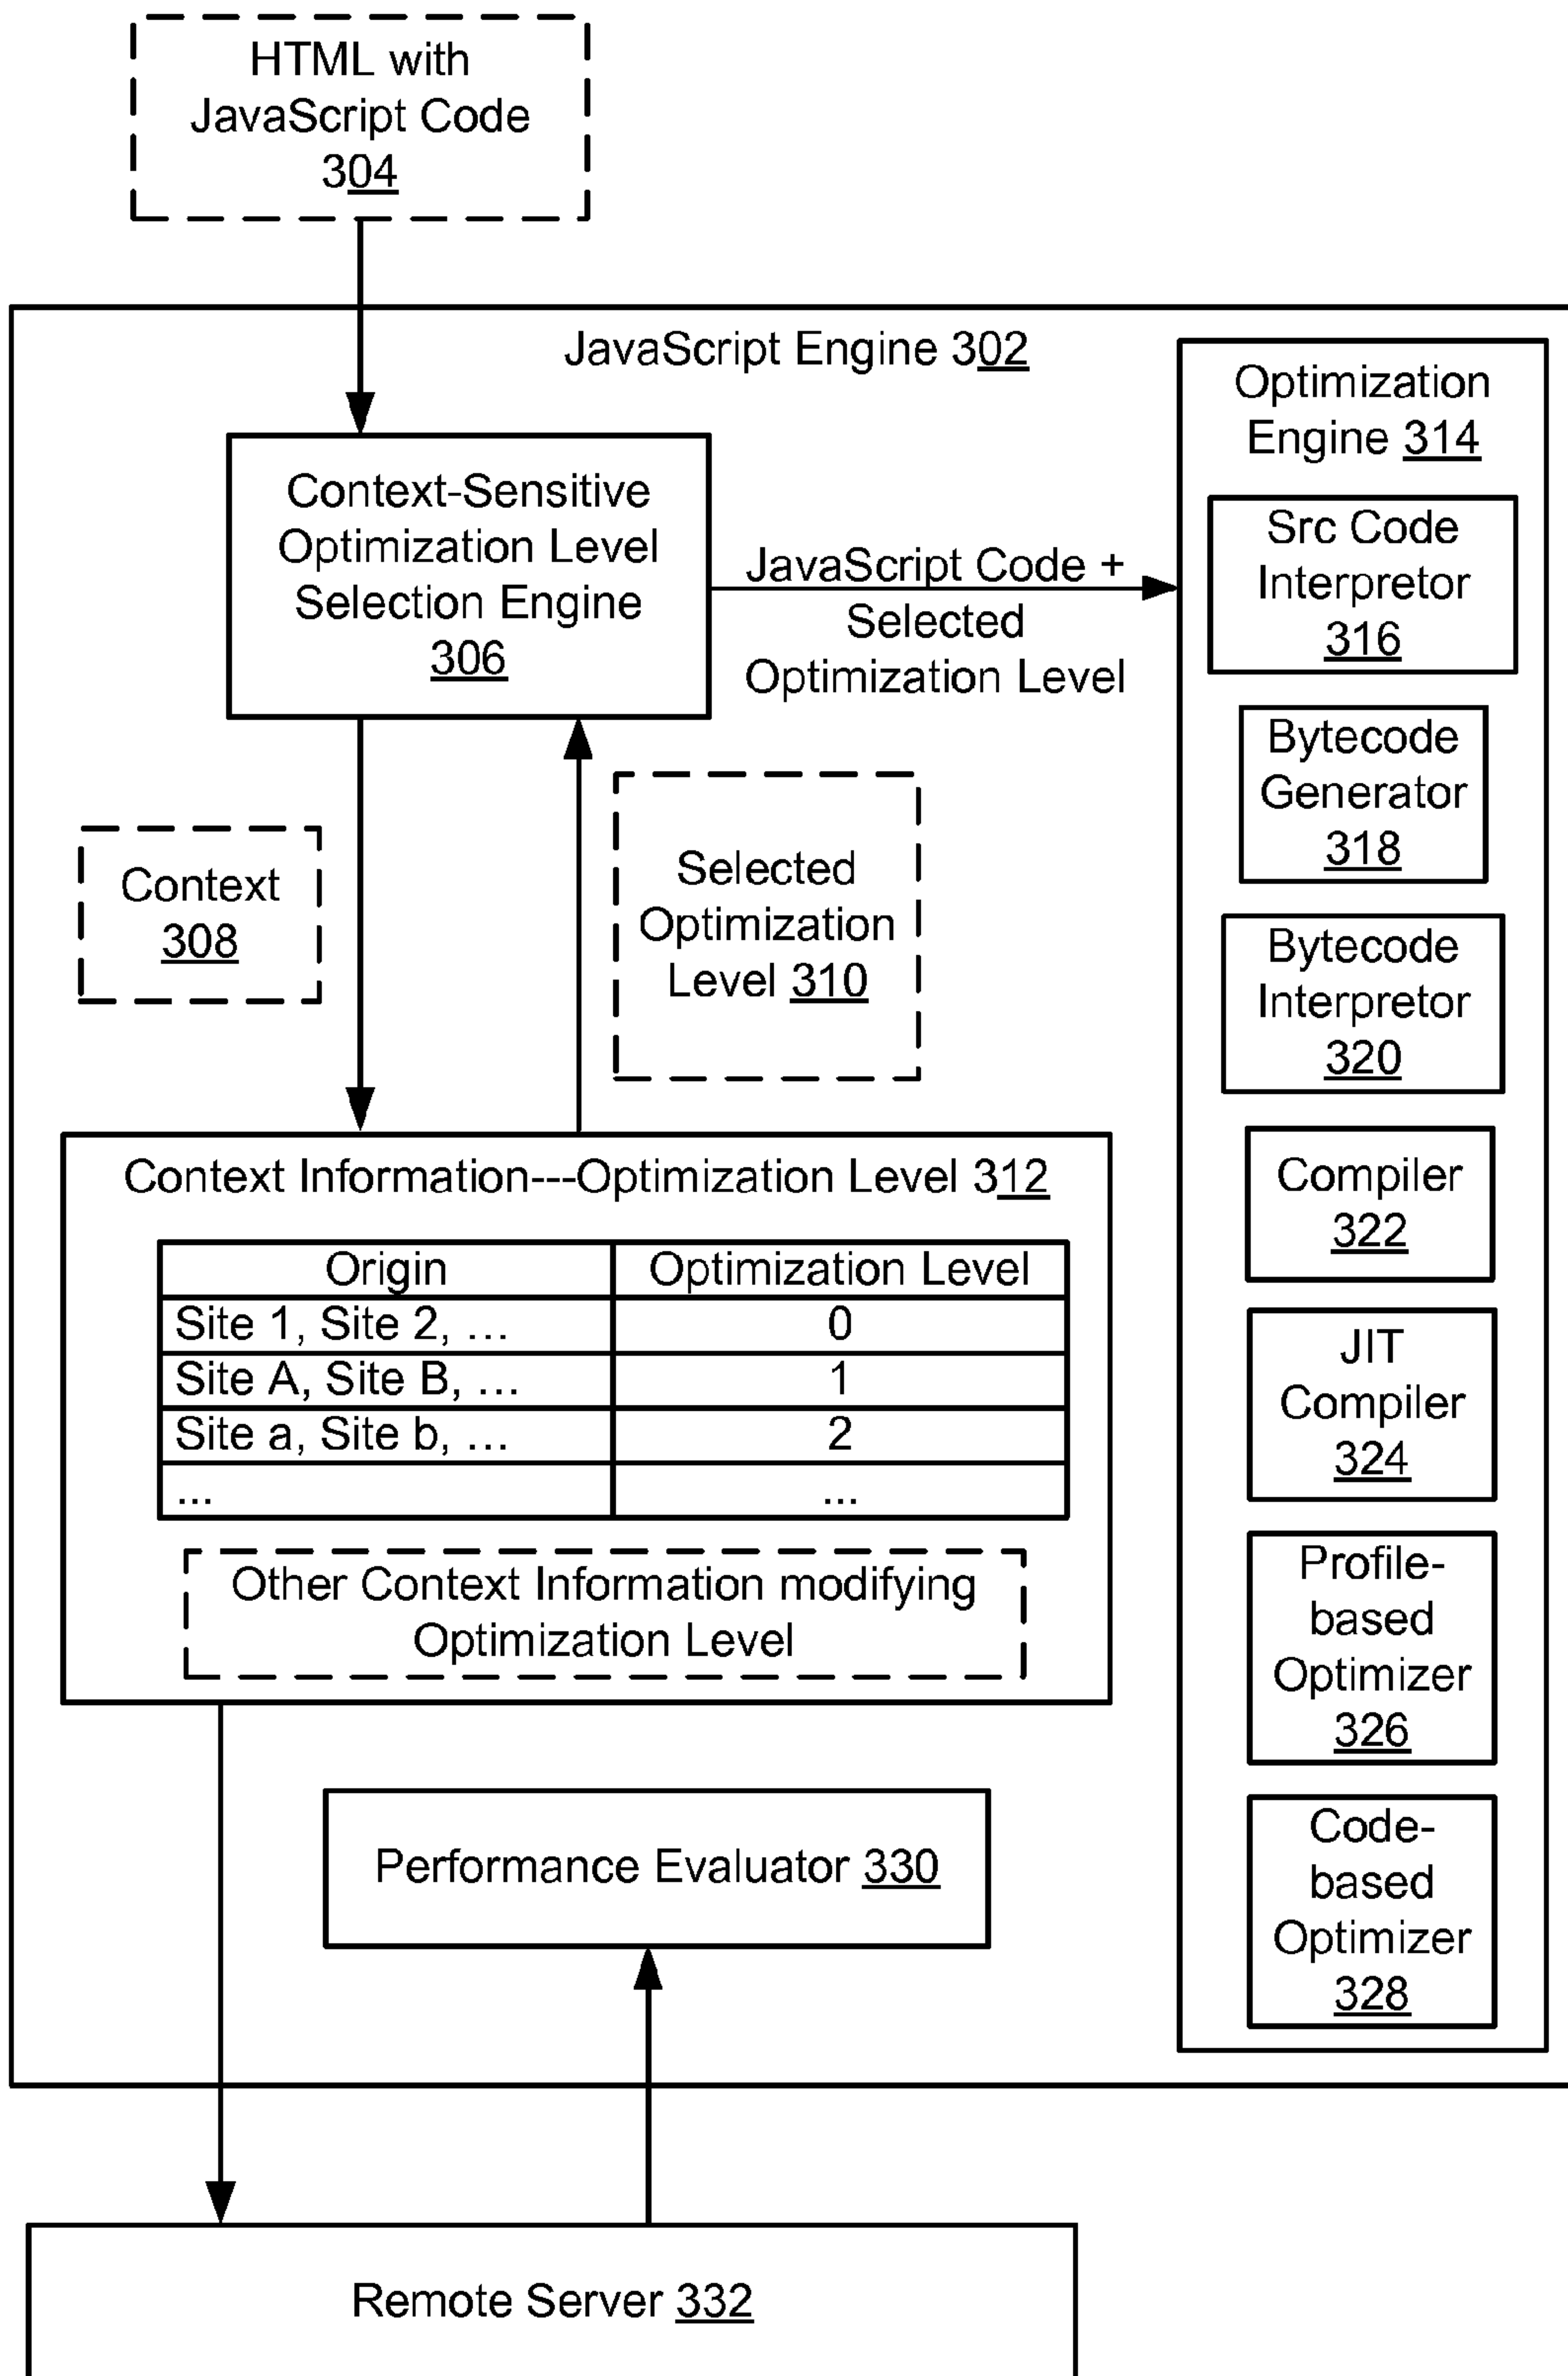 HTML with
JavaScript Code
304
JavaScript Engine 302
Context-Sensitive
Optimization Level
Selection Engine
306
JavaScript Code +
Selected
Optimization Level
Context
308
Selected
Optimization
Level 310
Context Information---Optimization Level 312
Origin Optimization Level
Site 1, Site 2, ... 0
Site A, Site B, ... 1
Site a, Site b, ... 2
... ...
Other Context Information modifying
Optimization Level
Performance Evaluator 330
Optimization
Engine 314
Src Code
Interpretor
316
Bytecode
Generator
318
Bytecode
Interpretor
320
Compiler
322
JIT
Compiler
324
Profile-
based
Optimizer
326
Code-
based
Optimizer
328
Remote Server 332